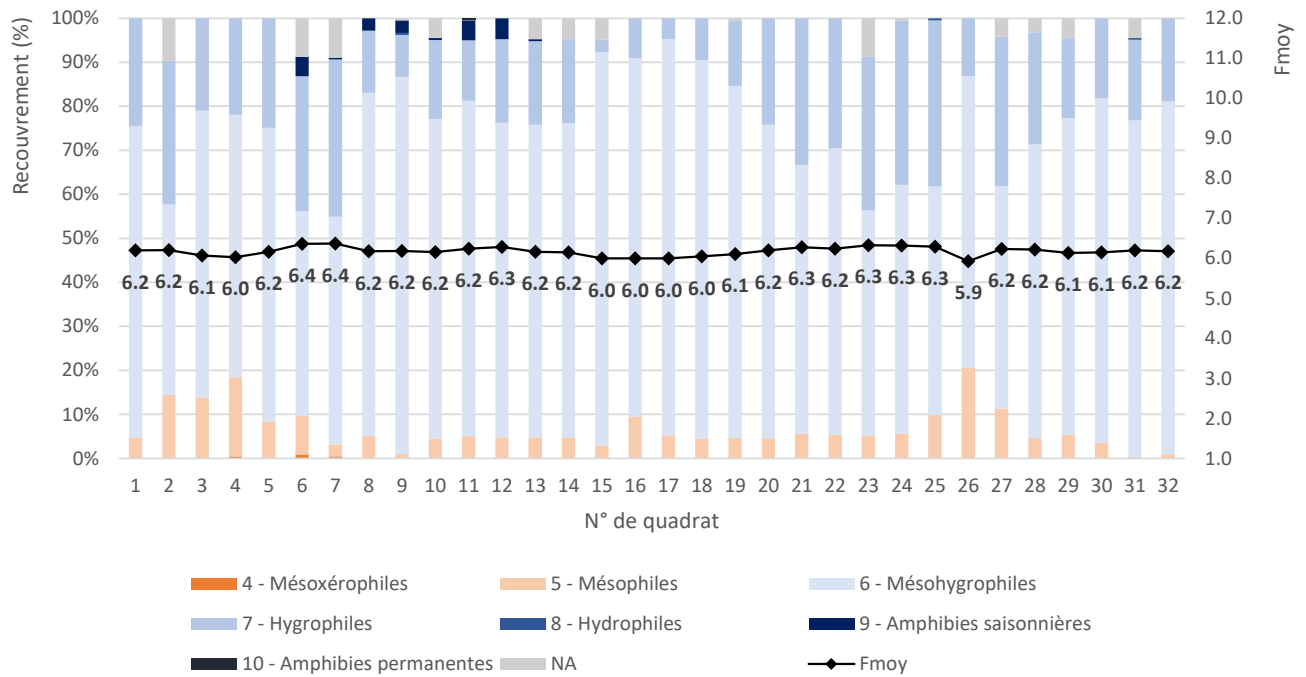 Recouvrement (%)
100%
90%
80%
70%
60%
50%
40%
30%
20%
10%
0%
12.0
11.0
10.0
9.0
8.0
7.0
6.0
5.0
4.0
3.0
2.0
1.0
Fmoy
6.2 6.2 6.1 6.0 6.2 6.4 6.4 6.2 6.2 6.2 6.2 6.3 6.2 6.2 6.0 6.0 6.0 6.0 6.1 6.2 6.3 6.2 6.3 6.3 6.3 5.9 6.2 6.2 6.1 6.1 6.2 6.2
1 2 3 4 5 6 7 8 9 10 11 12 13 14 15 16 17 18 19 20 21 22 23 24 25 26 27 28 29 30 31 32
N° de quadrat
4 - Mésoxérophiles 5 - Mésophiles 6 - Mésohygrophiles
7 - Hygrophiles 8 - Hydrophiles 9 - Amphibies saisonnières
10 - Amphibies permanentes NA Fmoy